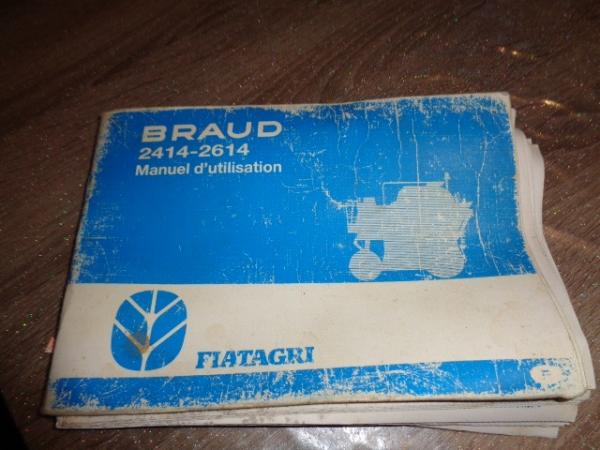 BRAUD
2414-2614
Manuel d'utilisation
FIATAGRI